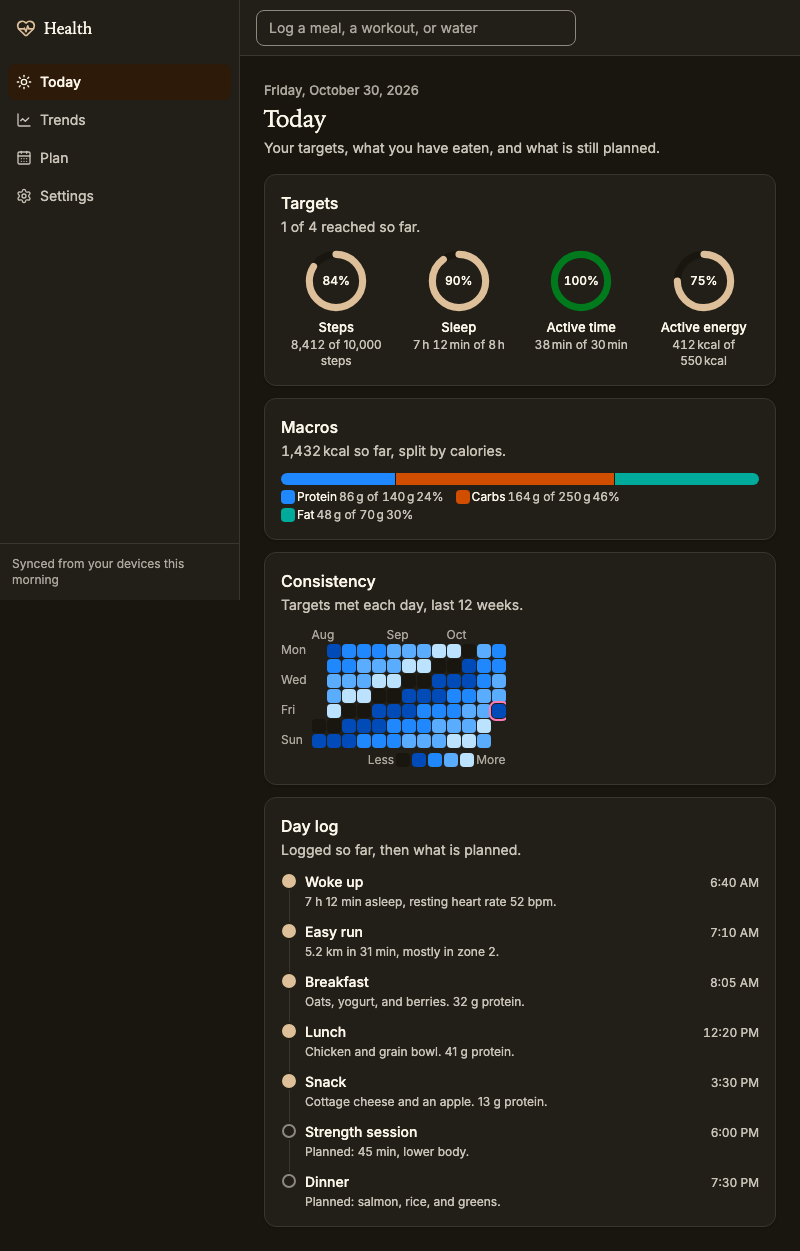 Health
Log a meal, a workout, or water
Today
Trends
Plan
Settings
Synced from your devices this
morning
Friday, October 30, 2026
Today
Your targets, what you have eaten, and what is still planned.
Targets
1 of 4 reached so far.
84%
90%
100%
75%
Steps
8,412 of 10,000
steps
Sleep
7 h 12 min of 8 h
Active time
38 min of 30 min
Active energy
412 kcal of
550 kcal
Macros
1,432 kcal so far, split by calories.
Protein 86 g of 140 g 24% Carbs 164 g of 250 g 46%
Fat 48 g of 70 g 30%
Consistency
Targets met each day, last 12 weeks.
Aug Sep Oct
Mon
Wed
Fri
Sun
Less More
Day log
Logged so far, then what is planned.
Woke up 6:40 AM
7 h 12 min asleep, resting heart rate 52 bpm.
Easy run 7:10 AM
5.2 km in 31 min, mostly in zone 2.
Breakfast 8:05 AM
Oats, yogurt, and berries. 32 g protein.
Lunch 12:20 PM
Chicken and grain bowl. 41 g protein.
Snack 3:30 PM
Cottage cheese and an apple. 13 g protein.
Strength session 6:00 PM
Planned: 45 min, lower body.
Dinner 7:30 PM
Planned: salmon, rice, and greens.